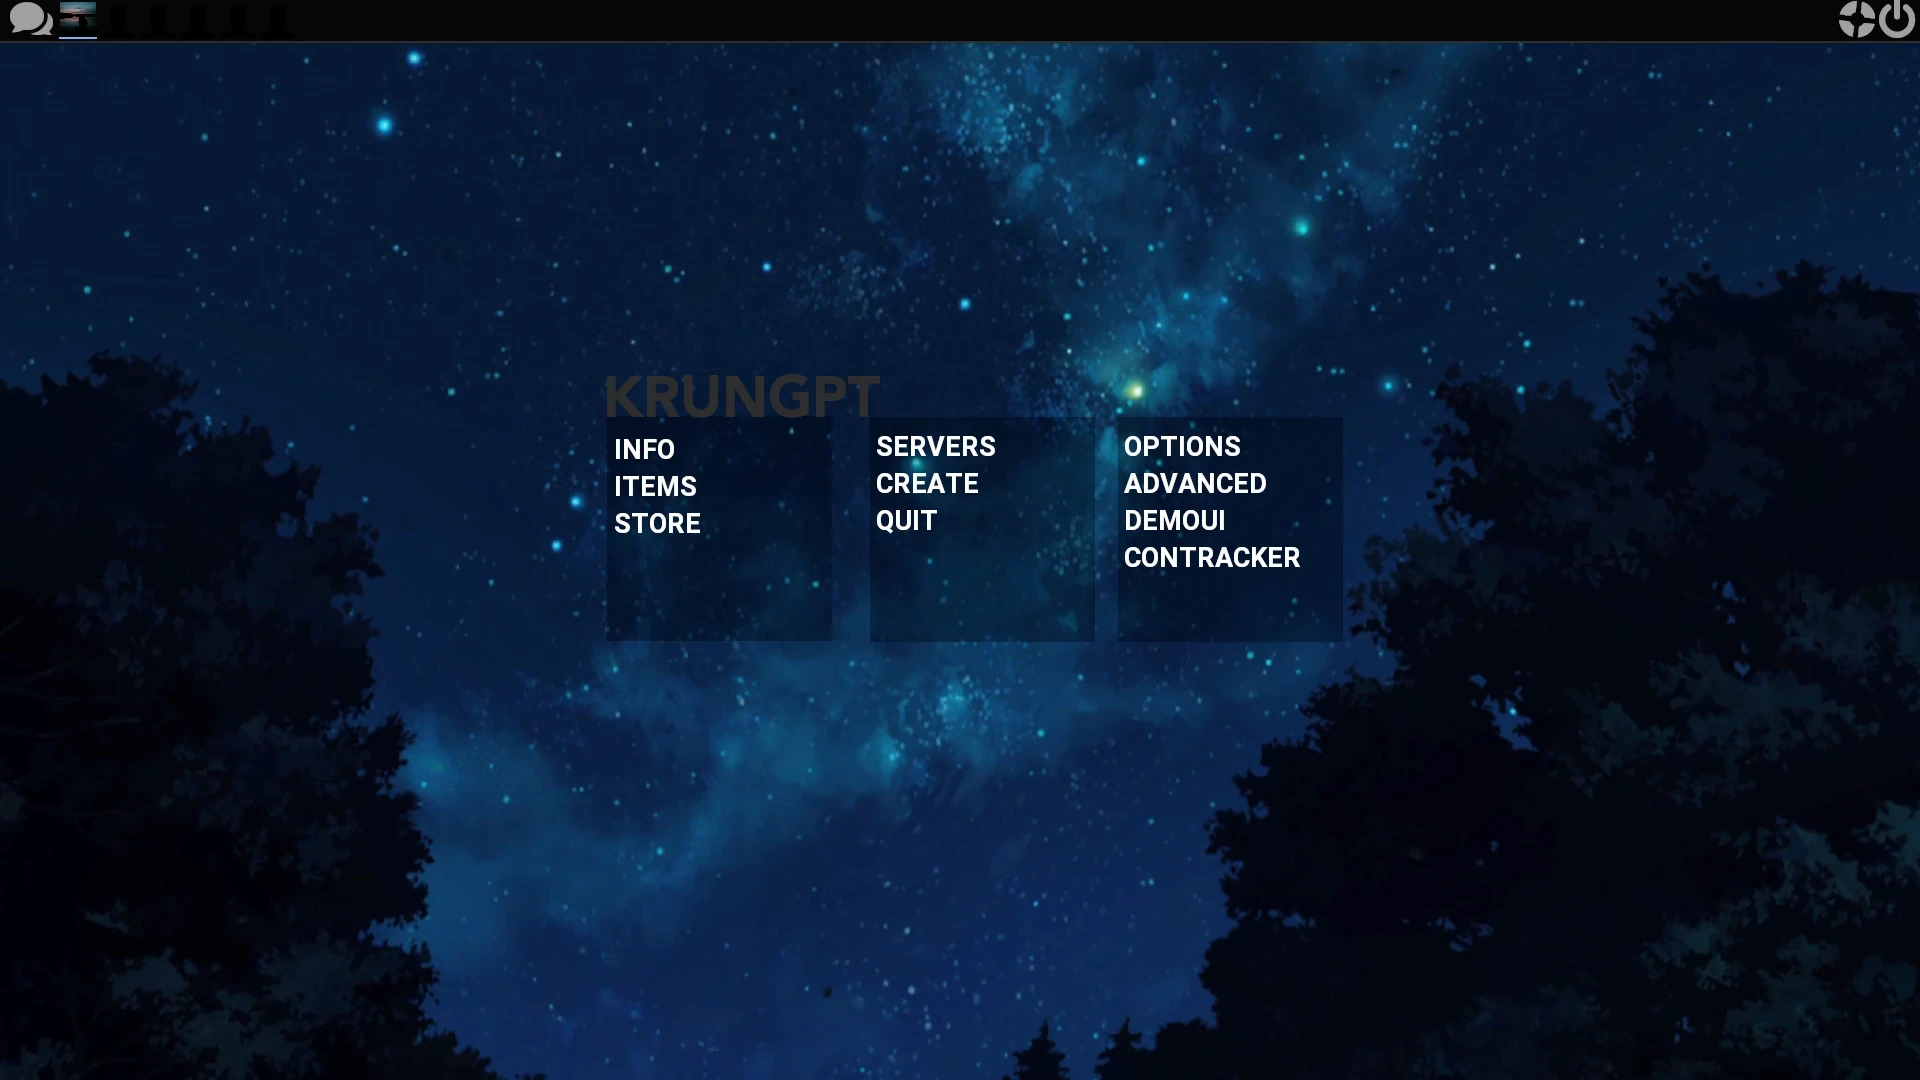 KRUNGPT
INFO
ITEMS
STORE
SERVERS
CREATE
QUIT
OPTIONS
ADVANCED
DEMOUI
CONTRACKER